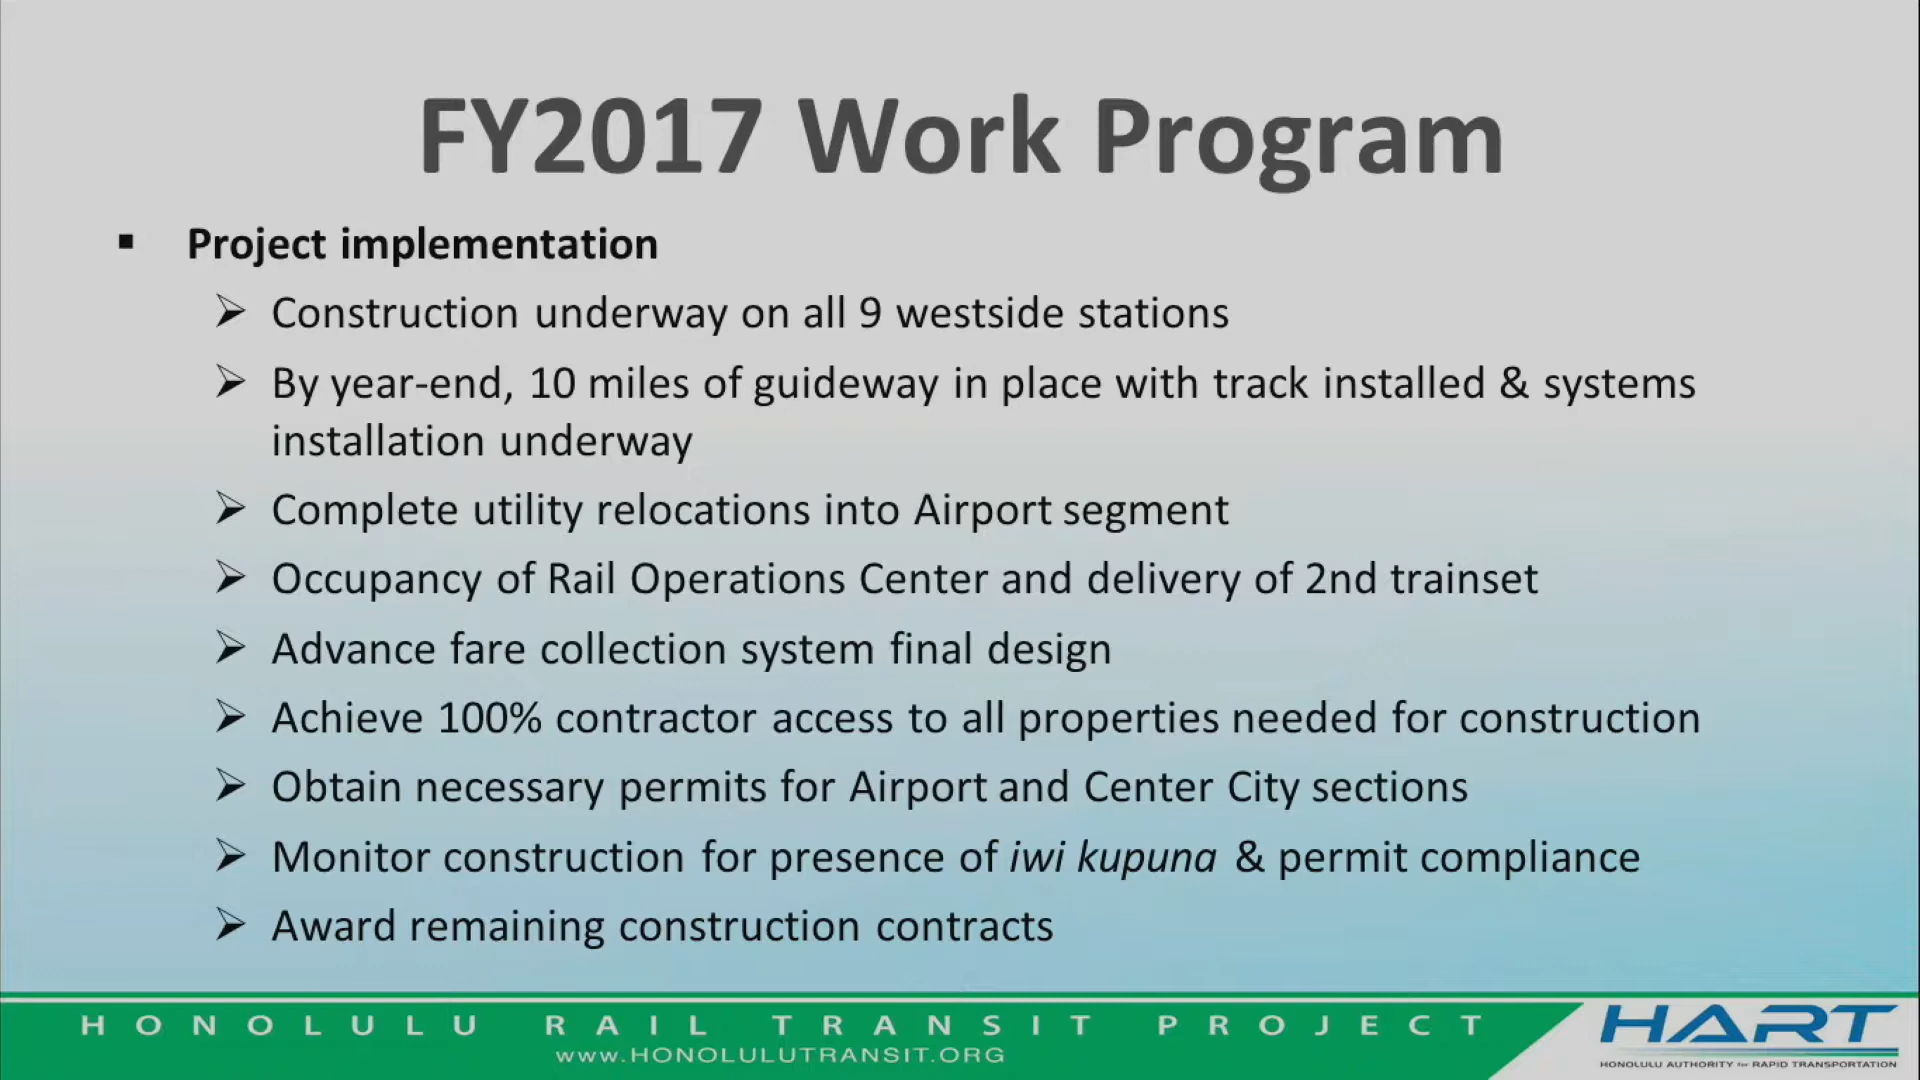 FY2017 Work Program
▪ Project implementation
➢ Construction underway on all 9 westside stations
➢ By year-end, 10 miles of guideway in place with track installed & systems
installation underway
➢ Complete utility relocations into Airport segment
➢ Occupancy of Rail Operations Center and delivery of 2nd trainset
➢ Advance fare collection system final design
➢ Achieve 100% contractor access to all properties needed for construction
➢ Obtain necessary permits for Airport and Center City sections
➢ Monitor construction for presence of iwi kupuna & permit compliance
➢ Award remaining construction contracts
HONOLULU RAIL TRANSIT PROJECT
www.HONOLULUTRANSIT.ORG
HART
HONOLULU AUTHORITY for RAPID TRANSPORTATION